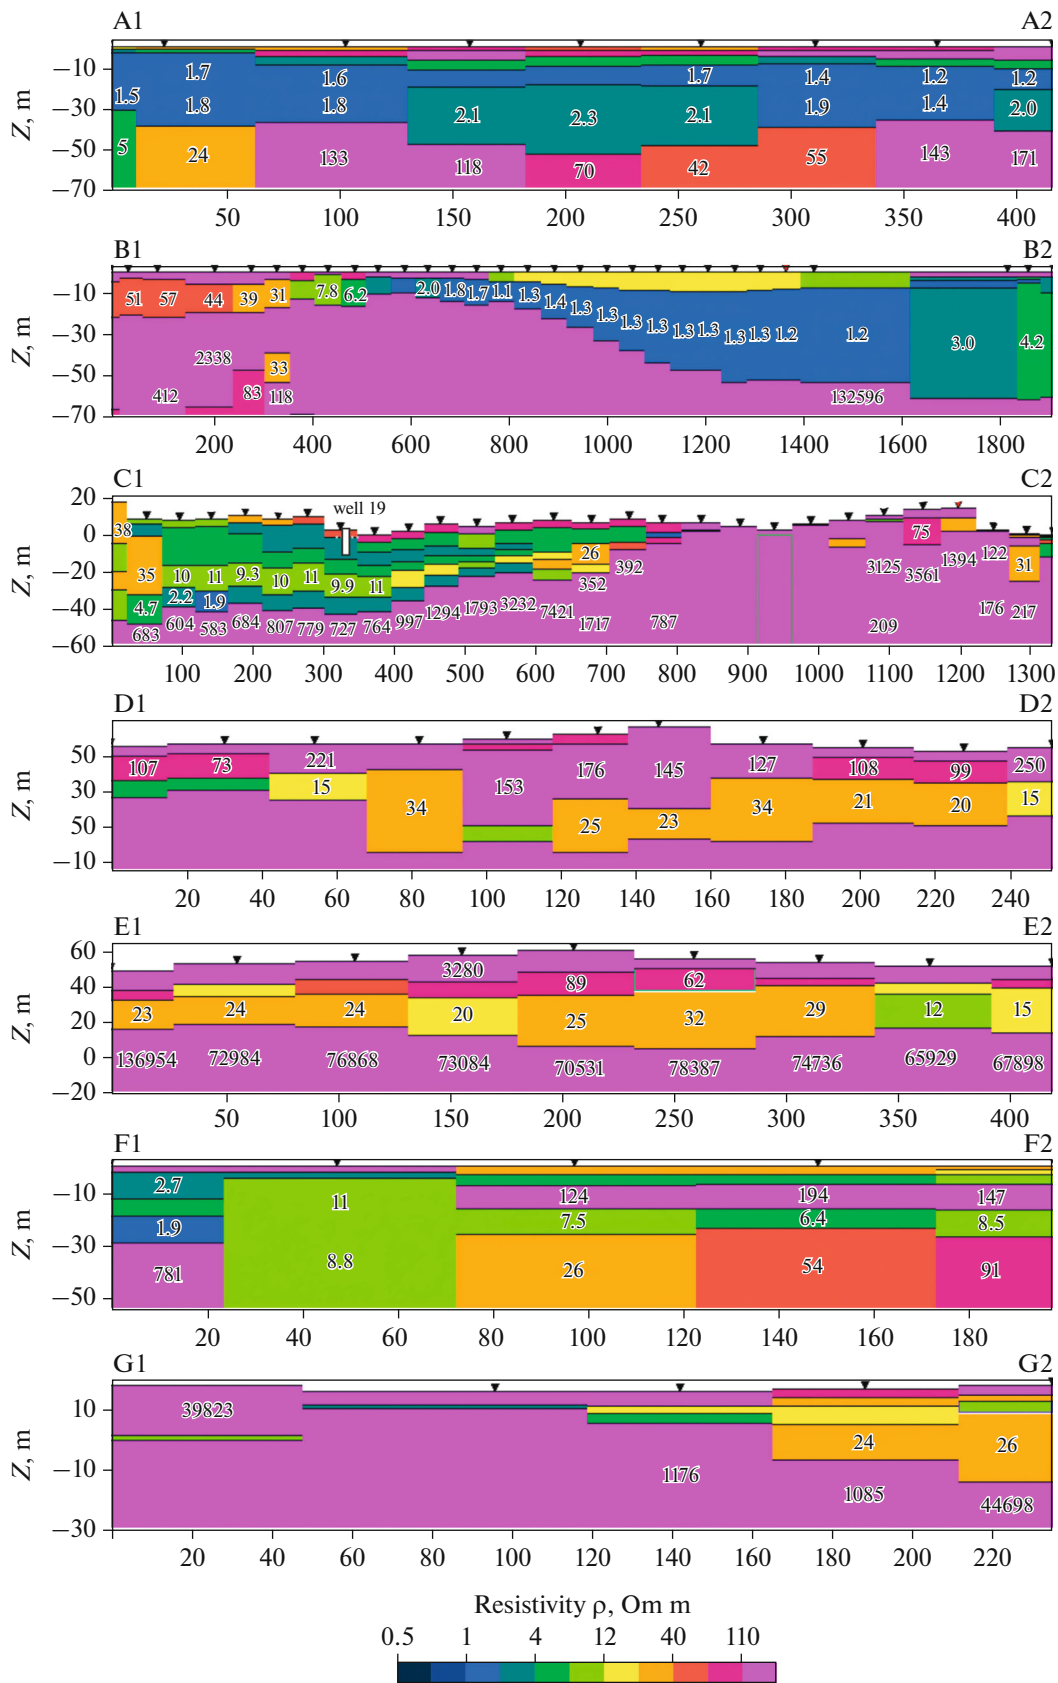 A1 A2
Z, m
−10
−30
−50
−70
1.7 1.6 1.7 1.4 1.2 1.2
1.5 1.8 1.8 1.9 1.4 2.0
2.1 2.3 2.1
5 24 133 118 70 42 55 143 171
50 100 150 200 250 300 350 400
B1 B2
Z, m
−10
−30
−50
−70
51 57 44 39 31 7.8 6.2 2.0 1.8 1.7 1.1 1.3 1.4 1.3 1.3 1.3 1.3 1.3 1.3 1.3 1.3 1.2 1.2 3.0 4.2
2338 33
412 83 118 132596
200 400 600 800 1000 1200 1400 1600 1800
C1 C2
Z, m
20
0
−20
−40
−60
well 19
38 26 392 75 1394 122
35 10 11 9.3 10 11 9.9 11 352 3125 3561 31
4.7 2.2 1.9
683 604 583 684 807 779 727 764 997 1294 1793 3232 7421 1717 787 209 176 217
100 200 300 400 500 600 700 800 900 1000 1100 1200 1300
D1 D2
Z, m
50
30
50
−10
107 73 221 176 145 127 108 99 250
15 34 153 25 23 34 21 20 15
20 40 60 80 100 120 140 160 180 200 220 240
E1 E2
Z, m
60
40
20
0
−20
3280 89 62
23 24 24 20 25 32 29 12 15
136954 72984 76868 73084 70531 78387 74736 65929 67898
50 100 150 200 250 300 350 400
F1 F2
Z, m
−10
−30
−50
2.7 11 124 194 147
1.9 7.5 6.4 8.5
781 8.8 26 54 91
20 40 60 80 100 120 140 160 180
G1 G2
Z, m
10
−10
−30
39823
24 26
1176 1085 44698
20 40 60 80 100 120 140 160 180 200 220
Resistivity ρ, Om m
0.5 1 4 12 40 110